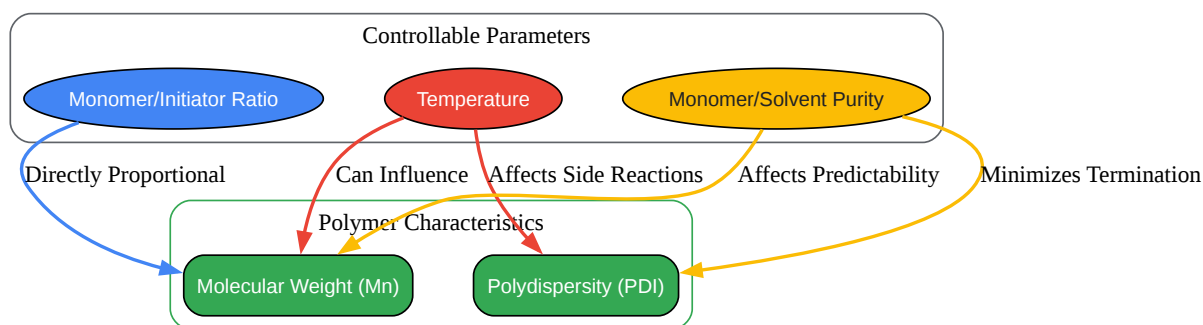 Controllable Parameters
Monomer/Initiator Ratio
Temperature
Monomer/Solvent Purity
Directly Proportional
Can Influence
Affects Side Reactions
Affects Predictability
Minimizes Termination
Polymer Characteristics
Molecular Weight (Mn)
Polydispersity (PDI)